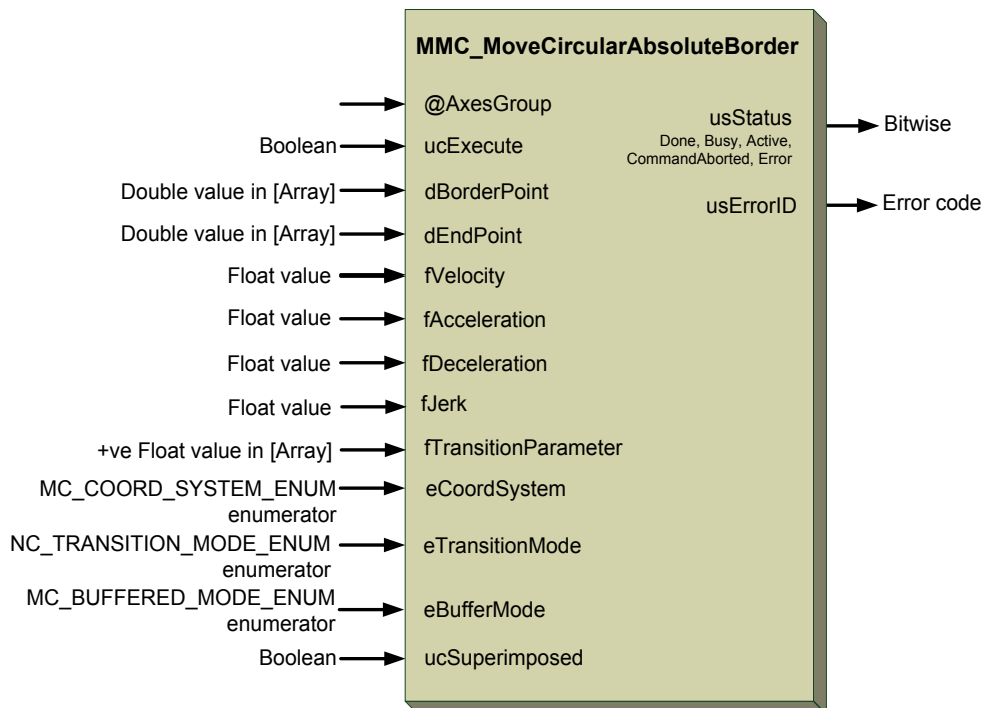 MMC_MoveCircularAbsoluteBorder
@AxesGroup
Boolean
ucExecute
Double value in [Array]
dBorderPoint
Double value in [Array]
dEndPoint
Float value
fVelocity
Float value
fAcceleration
Float value
fDeceleration
Float value
fJerk
+ve Float value in [Array]
fTransitionParameter
MC_COORD_SYSTEM_ENUM
enumerator
eCoordSystem
NC_TRANSITION_MODE_ENUM
enumerator
eTransitionMode
MC_BUFFERED_MODE_ENUM
enumerator
eBufferMode
Boolean
ucSuperimposed
usStatus
Done, Busy, Active,
CommandAborted, Error
Bitwise
usErrorID
Error code